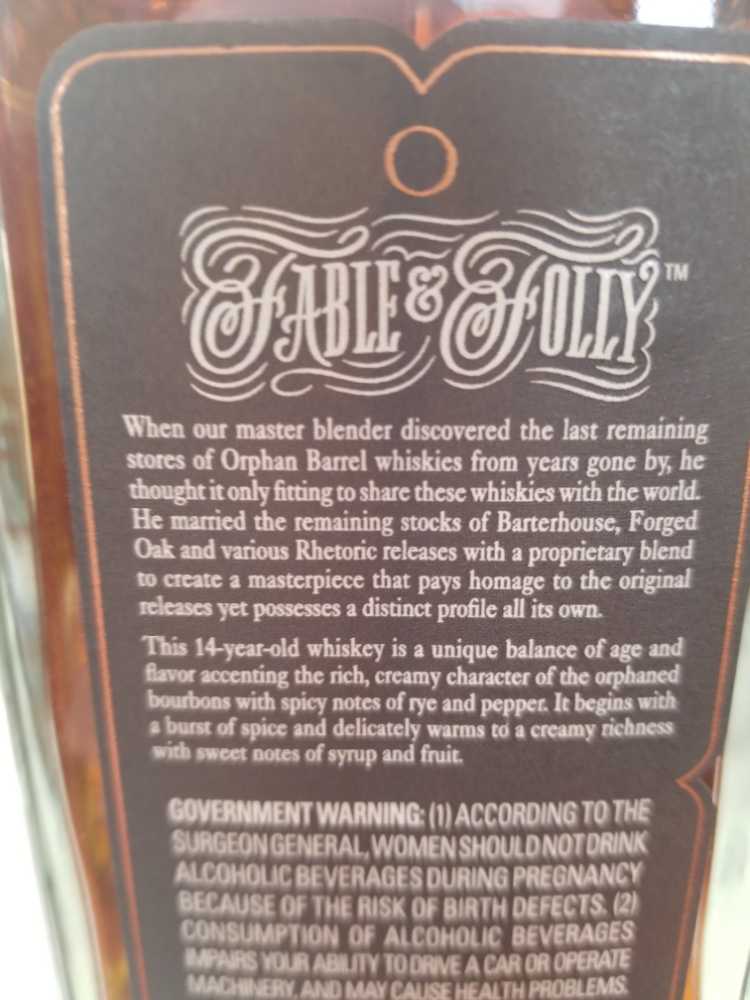 O
FABLE & FOLLY™
When our master blender discovered the last remaining
stores of Orphan Barrel whiskies from years gone by, he
thought it only fitting to share these whiskies with the world.
He married the remaining stocks of Barterhouse, Forged
Oak and various Rhetoric releases with a proprietary blend
to create a masterpiece that pays homage to the original
releases yet possesses a distinct profile all its own.
This 14-year-old whiskey is a unique balance of age and
flavor accenting the rich, creamy character of the orphaned
bourbons with spicy notes of rye and pepper. It begins with
a burst of spice and delicately warms to a creamy richness
with sweet notes of syrup and fruit.
GOVERNMENT WARNING: (1) ACCORDING TO THE
SURGEON GENERAL, WOMEN SHOULD NOT DRINK
ALCOHOLIC BEVERAGES DURING PREGNANCY
BECAUSE OF THE RISK OF BIRTH DEFECTS. (2)
CONSUMPTION OF ALCOHOLIC BEVERAGES
IMPAIRS YOUR ABILITY TO DRIVE A CAR OR OPERATE
MACHINERY, AND MAY CAUSE HEALTH PROBLEMS.